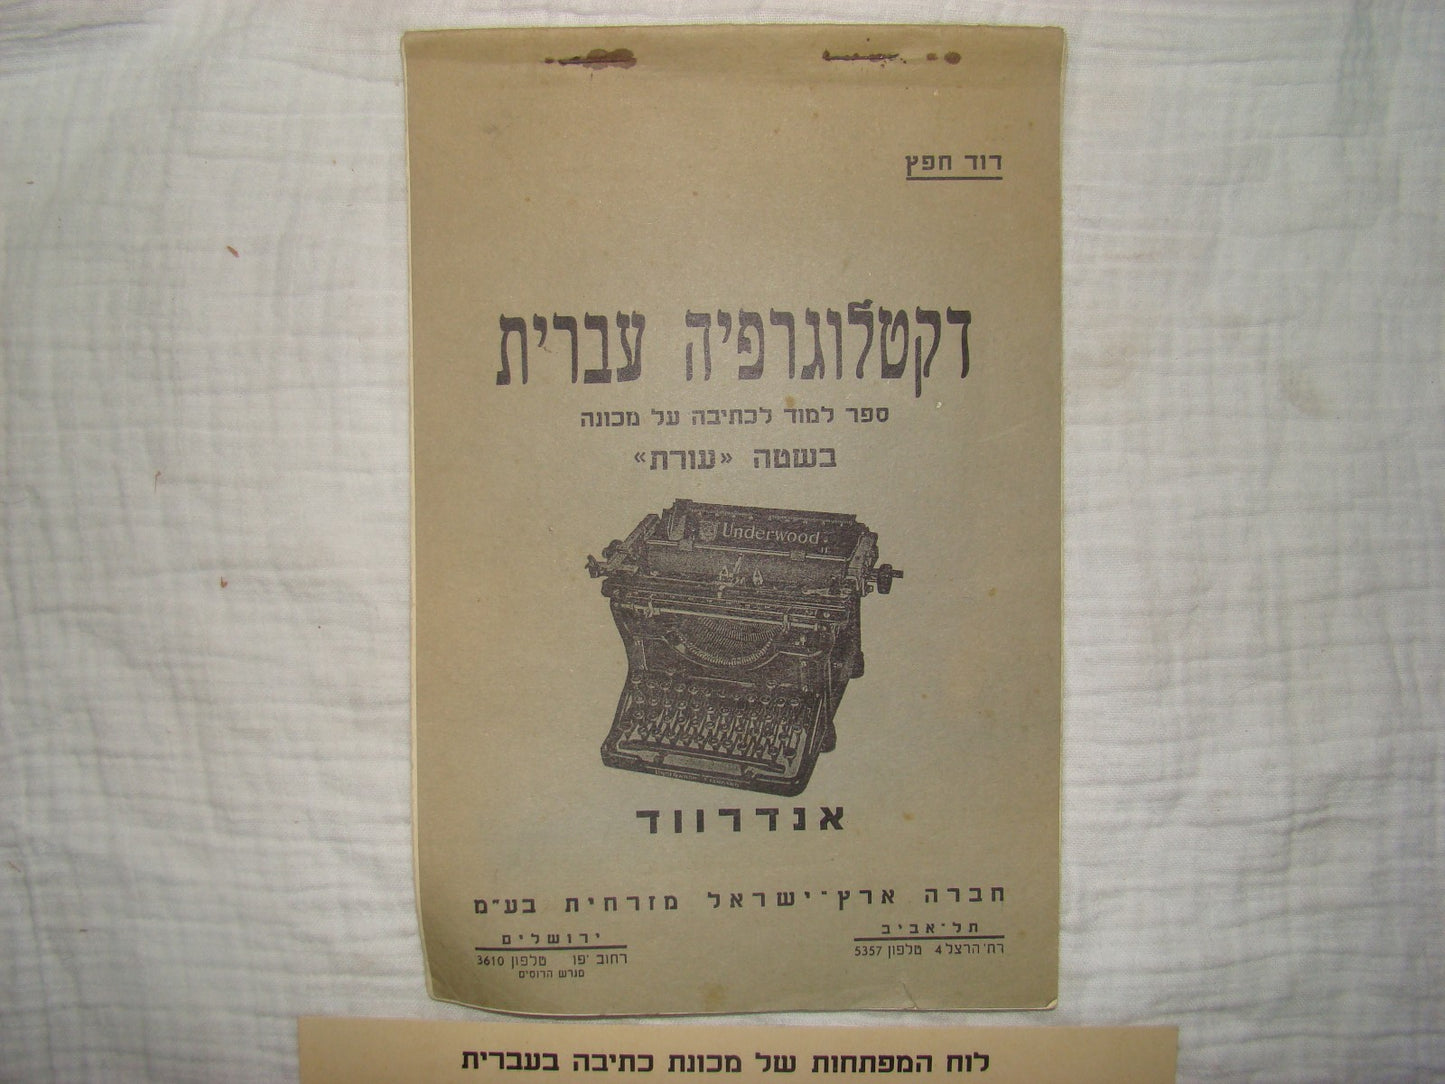 דוד חפץ
דקטלוגרפיה עברית
ספר למוד לכתיבה על מכונה
בשטה «עורת»
Underwood
אנדרווד
חברה ארץ־ישראל מזרחית בע״מ
תל־אביב
רח׳ הרצל 4 טלפון 5357
ירושלים
רחוב יפו טלפון 3610
מגרש הרוסים
לוח המפתחות של מכונת כתיבה בעברית